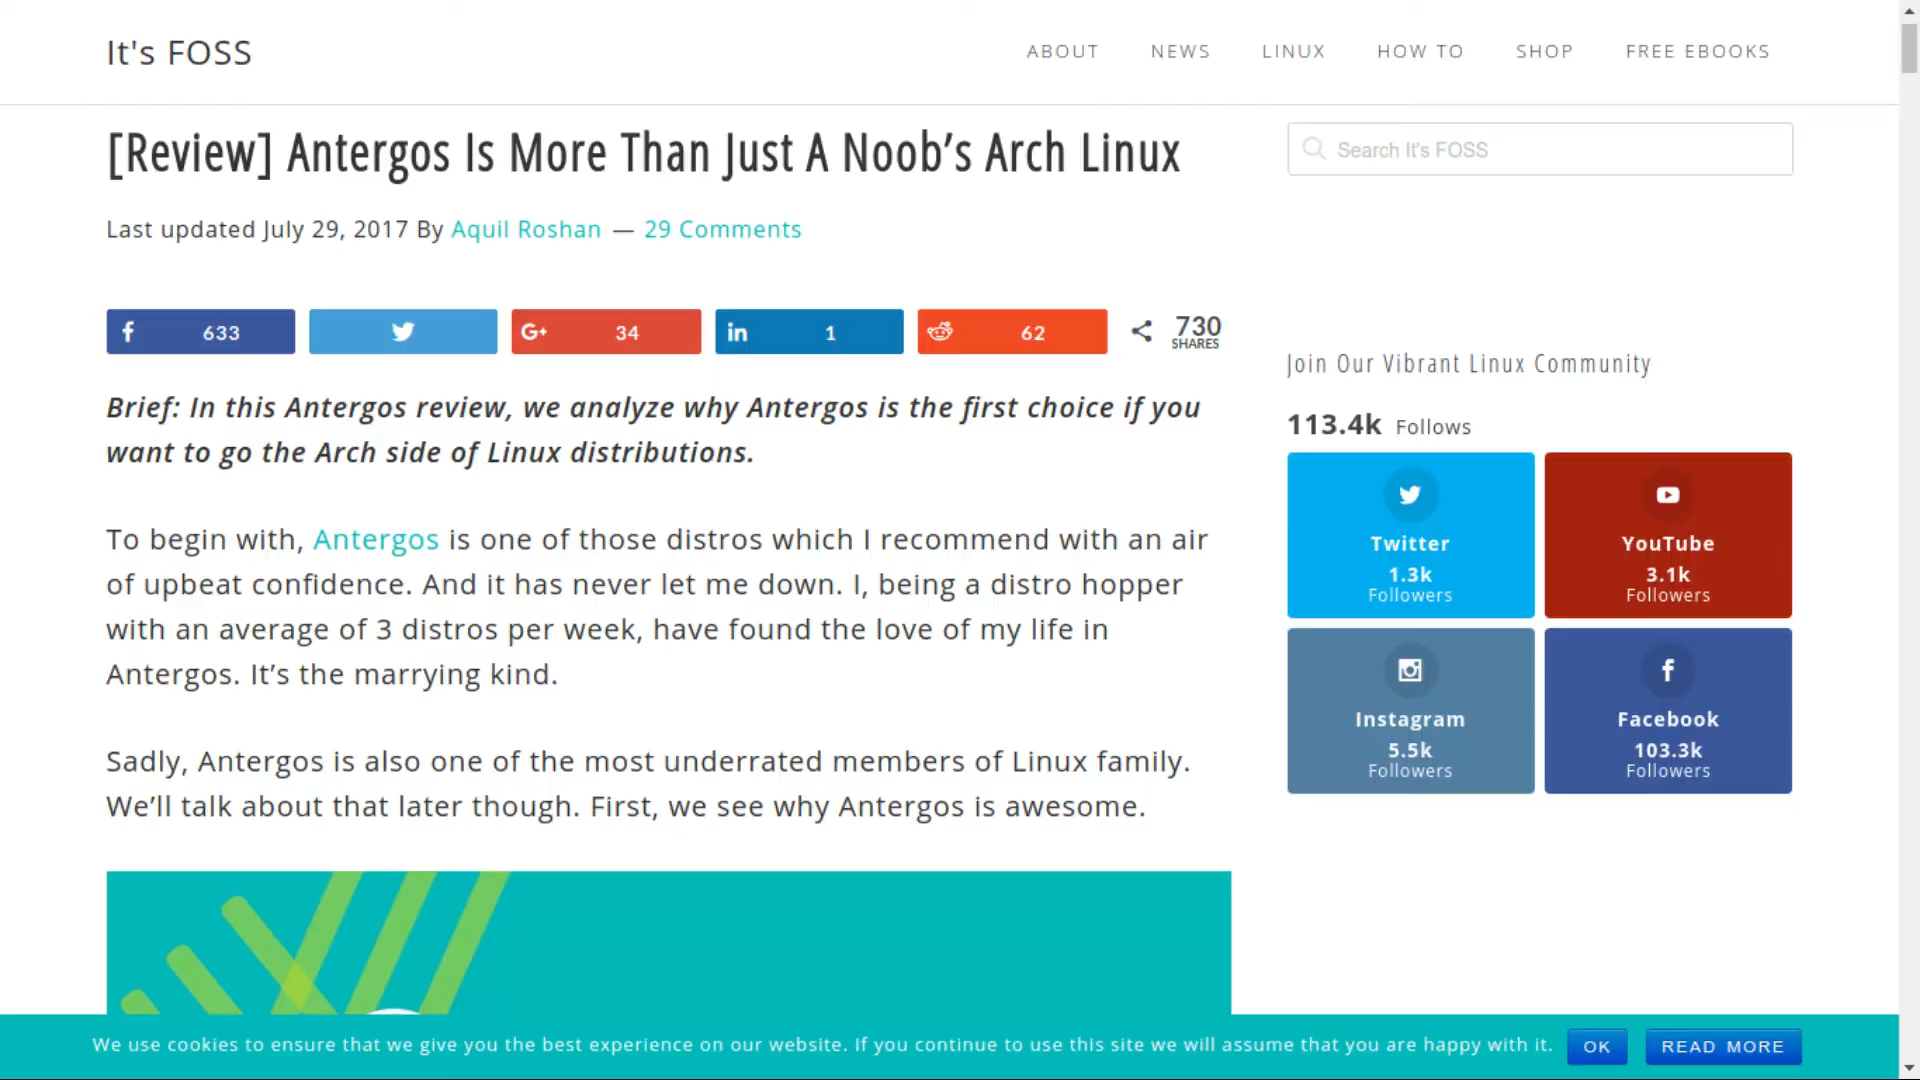 It's FOSS
ABOUT NEWS LINUX HOW TO SHOP FREE EBOOKS
[Review] Antergos Is More Than Just A Noob’s Arch Linux
Search It's FOSS
Last updated July 29, 2017 By Aquil Roshan — 29 Comments
633 34 1 62 730
SHARES
Join Our Vibrant Linux Community
113.4k Follows
Brief: In this Antergos review, we analyze why Antergos is the first choice if you
want to go the Arch side of Linux distributions.
To begin with, Antergos is one of those distros which I recommend with an air
of upbeat confidence. And it has never let me down. I, being a distro hopper
with an average of 3 distros per week, have found the love of my life in
Antergos. It’s the marrying kind.
Sadly, Antergos is also one of the most underrated members of Linux family.
We’ll talk about that later though. First, we see why Antergos is awesome.
Twitter
1.3k
Followers
YouTube
3.1k
Followers
Instagram
5.5k
Followers
Facebook
103.3k
Followers
We use cookies to ensure that we give you the best experience on our website. If you continue to use this site we will assume that you are happy with it. OK READ MORE